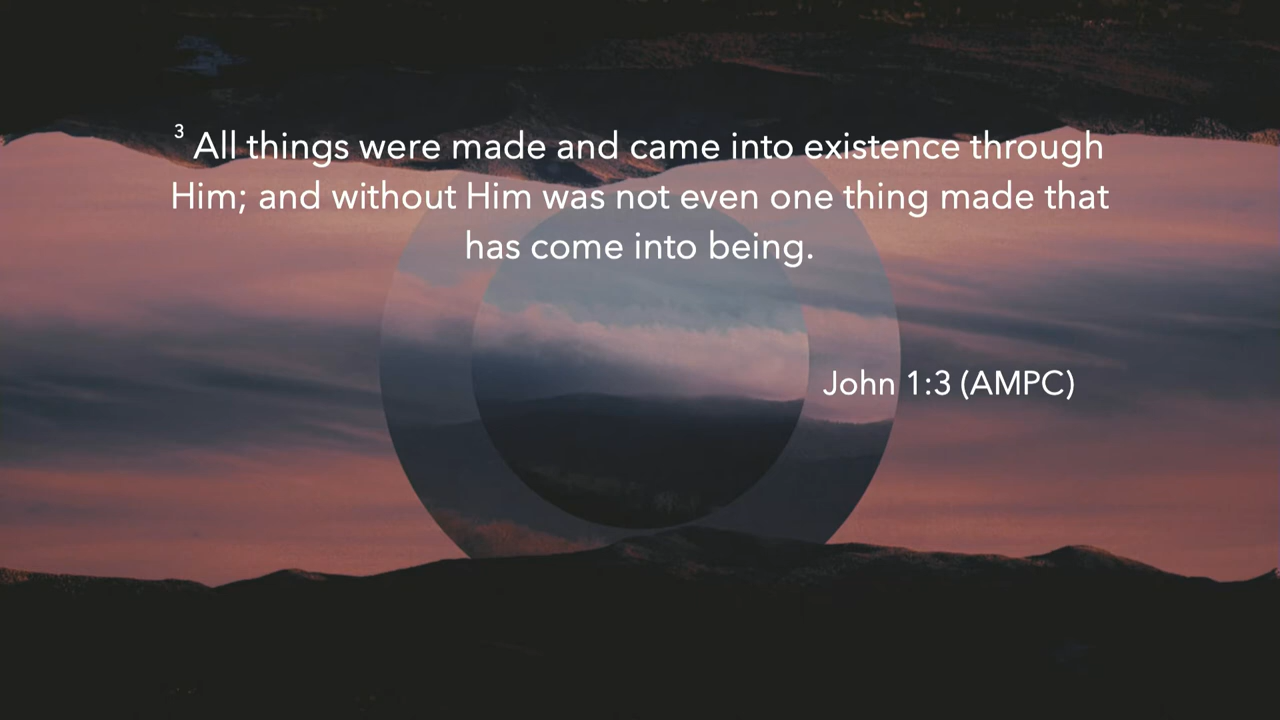 3 All things were made and came into existence through
Him; and without Him was not even one thing made that
has come into being.
John 1:3 (AMPC)